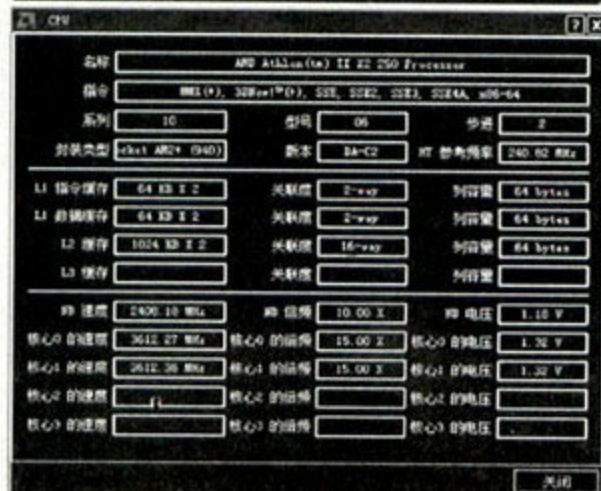 CPU
名称 AMD Athlon(tm) II X2 250 Processor
指令 MMX(+), 3DNow!™(+), SSE, SSE2, SSE3, SSE4A, x86-64
系列 10 型号 06 步进 2
封装类型 cket AM2+ (940) 版本 DA-C2 HT 参考频率 240.82 MHz
L1 指令缓存 64 KB X 2 关联度 2-way 列容量 64 bytes
L1 数据缓存 64 KB X 2 关联度 2-way 列容量 64 bytes
L2 缓存 1024 KB X 2 关联度 16-way 列容量 64 bytes
L3 缓存 关联度 列容量
NB 速度 2408.18 MHz NB 倍频 10.00 X NB 电压 1.18 V
核心0 的速度 3612.27 MHz 核心0 的倍频 15.00 X 核心0 的电压 1.32 V
核心1 的速度 3612.36 MHz 核心1 的倍频 15.00 X 核心1 的电压 1.32 V
核心2 的速度 核心2 的倍频 核心2 的电压
核心3 的速度 核心3 的倍频 核心3 的电压
关闭